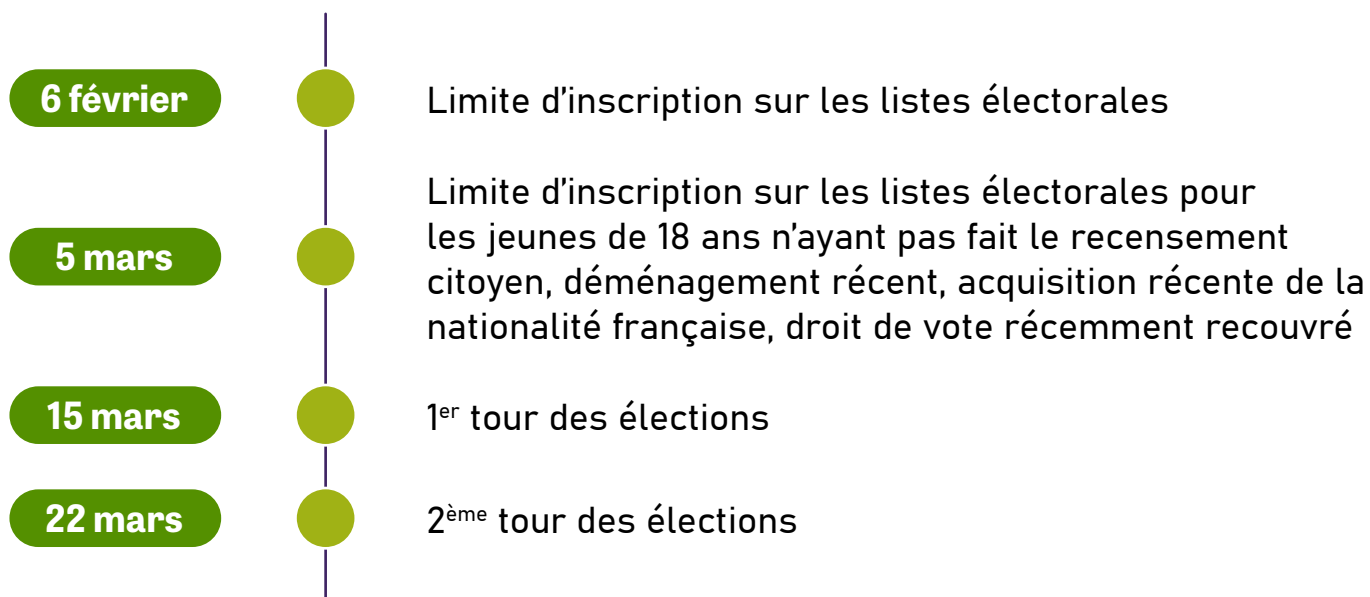 6 février
Limite d'inscription sur les listes électorales
5 mars
Limite d'inscription sur les listes électorales pour
les jeunes de 18 ans n'ayant pas fait le recensement
citoyen, déménagement récent, acquisition récente de la
nationalité française, droit de vote récemment recouvré
15 mars
1er tour des élections
22 mars
2ème tour des élections